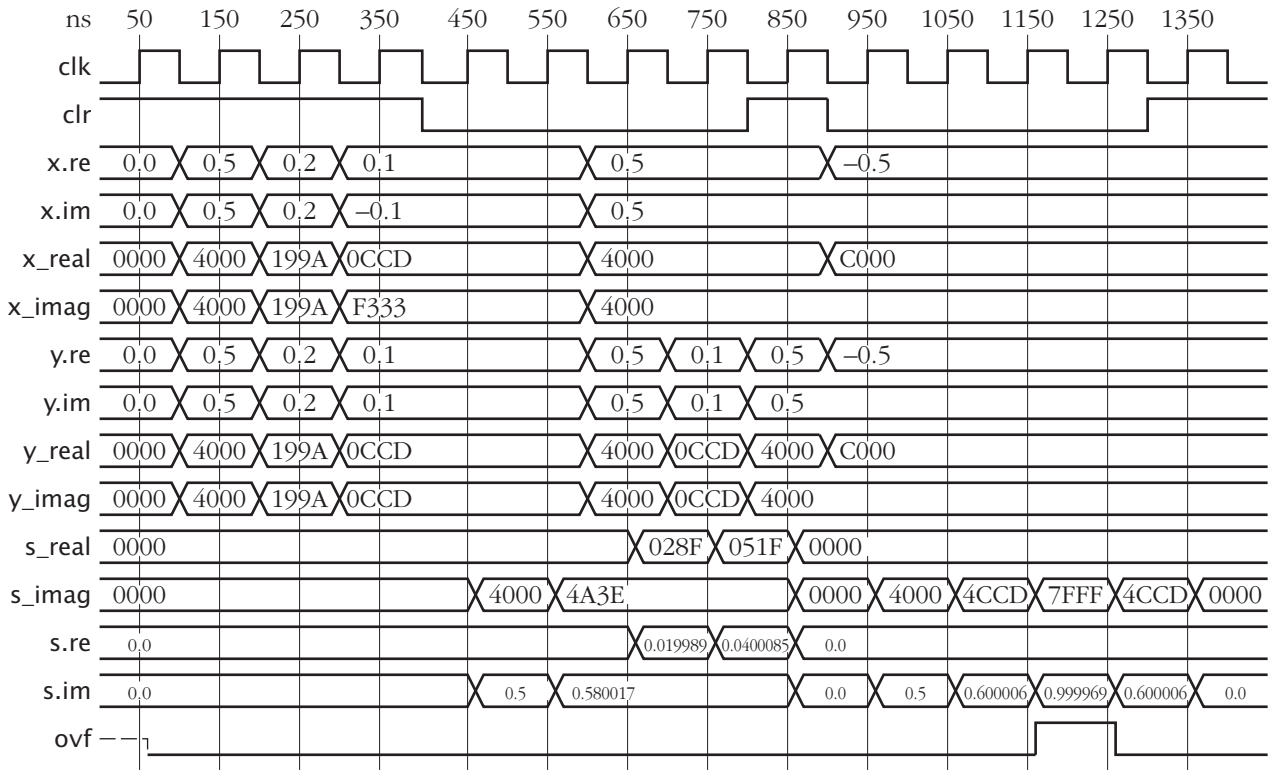 ns 50 150 250 350 450 550 650 750 850 950 1050 1150 1250 1350
clk
clr
x.re 0.0 0.5 0.2 0.1 0.5 –0.5
x.im 0.0 0.5 0.2 –0.1 0.5
x_real 0000 4000 199A 0CCD 4000 C000
x_imag 0000 4000 199A F333 4000
y.re 0.0 0.5 0.2 0.1 0.5 0.1 0.5 –0.5
y.im 0.0 0.5 0.2 0.1 0.5 0.1 0.5
y_real 0000 4000 199A 0CCD 4000 0CCD 4000 C000
y_imag 0000 4000 199A 0CCD 4000 0CCD 4000
s_real 0000 028F 051F 0000
s_imag 0000 4000 4A3E 0000 4000 4CCD 7FFF 4CCD 0000
s.re 0.0 0.019989 0.0400085 0.0
s.im 0.0 0.5 0.580017 0.0 0.5 0.600006 0.999969 0.600006 0.0
ovf